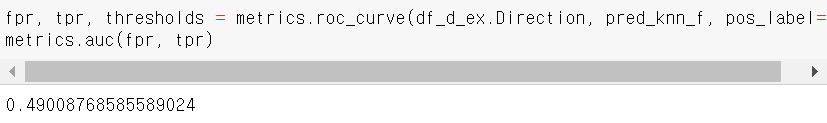 fpr, tpr, thresholds = metrics.roc_curve(df_d_ex.Direction, pred_knn_f, pos_label=
metrics.auc(fpr, tpr)
0.49008768585589024